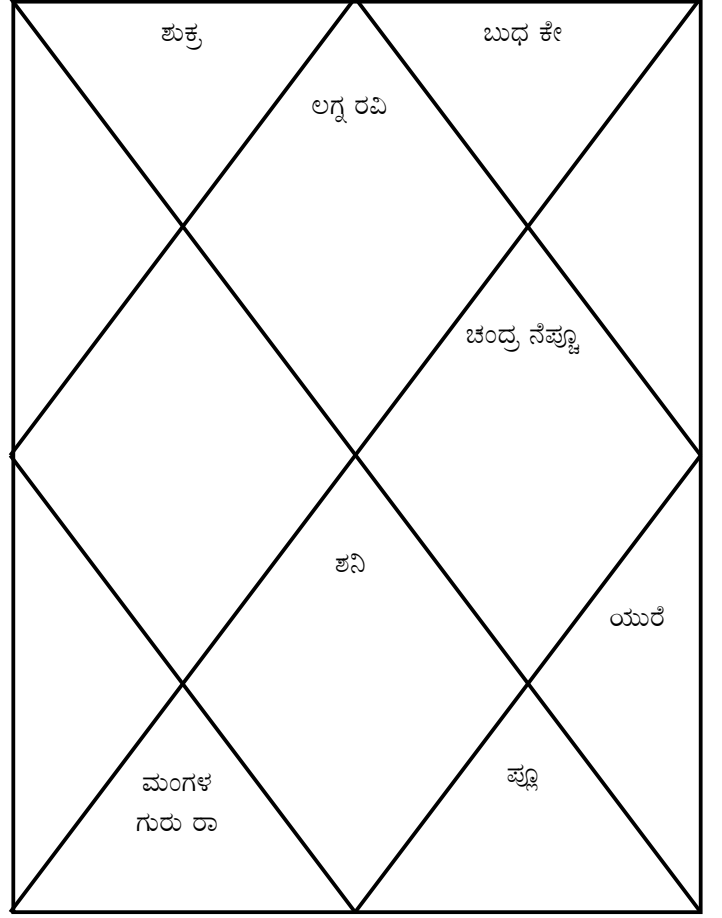 ಶುಕ್ರ
ಬುಧ ಕೇ
ಲಗ್ನ ರವಿ
ಚಂದ್ರ ನೆಪ್ಚೂ
ಶನಿ
ಯುರೆ
ಪ್ಲೂ
ಮಂಗಳ
ಗುರು ರಾ